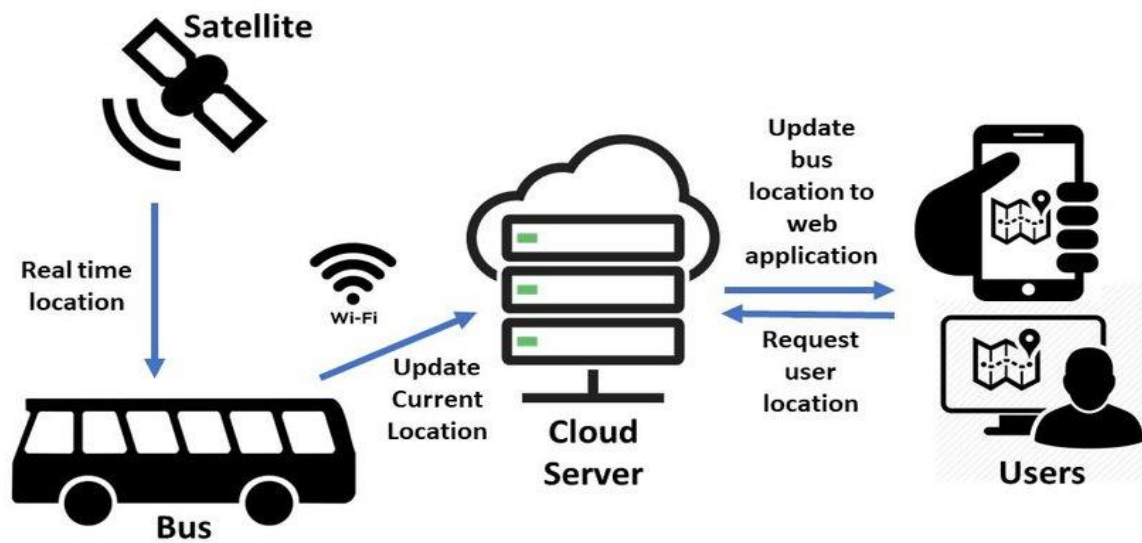 Satellite
Real time
location
Wi-Fi
Update
Current
Location
Bus
Cloud
Server
Update
bus
location to
web
application
Request
user
location
Users